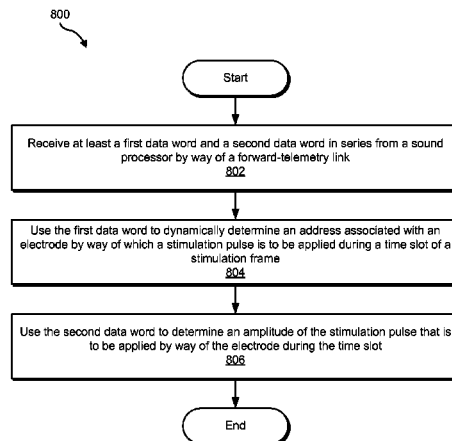 800
Start
Receive at least a first data word and a second data word in series from a sound
processor by way of a forward-telemetry link
802
Use the first data word to dynamically determine an address associated with an
electrode by way of which a stimulation pulse is to be applied during a time slot of a
stimulation frame
804
Use the second data word to determine an amplitude of the stimulation pulse that is
to be applied by way of the electrode during the time slot
806
End